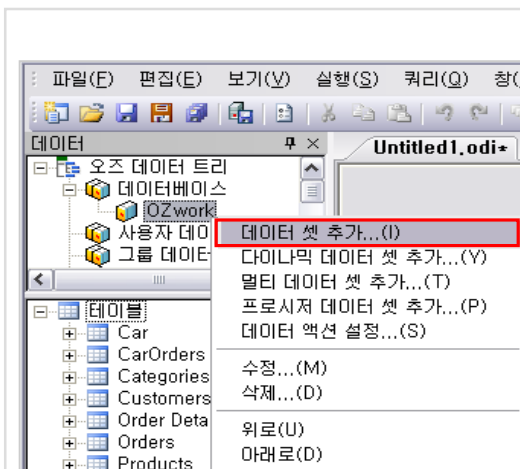 파일(F) 편집(E) 보기(V) 실행(S) 쿼리(Q) 창(
데이터
Untitled1.odi*
오즈 데이터 트리
데이터베이스
OZwork
사용자 데이
그룹 데이터
데이터 셋 추가...(I)
다이나믹 데이터 셋 추가...(Y)
멀티 데이터 셋 추가...(T)
프로시저 데이터 셋 추가...(P)
데이터 액션 설정...(S)
수정...(M)
삭제...(D)
위로(U)
아래로(D)
테이블
Car
CarOrders
Categories
Customers
Order Deta
Orders
Products